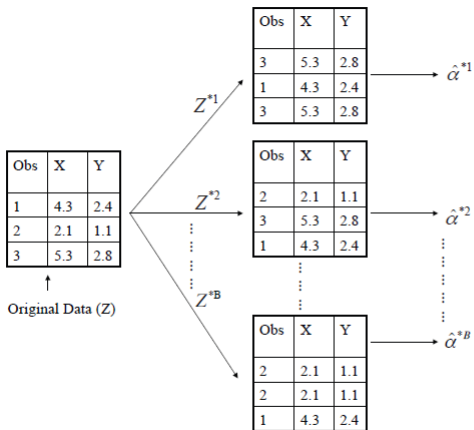 Obs X Y
3 5.3 2.8
1 4.3 2.4
3 5.3 2.8
Z*1
α̂*1
Obs X Y
1 4.3 2.4
2 2.1 1.1
3 5.3 2.8
Original Data (Z)
Z*2
Obs X Y
2 2.1 1.1
3 5.3 2.8
1 4.3 2.4
α̂*2
Z*B
Obs X Y
2 2.1 1.1
2 2.1 1.1
1 4.3 2.4
α̂*B